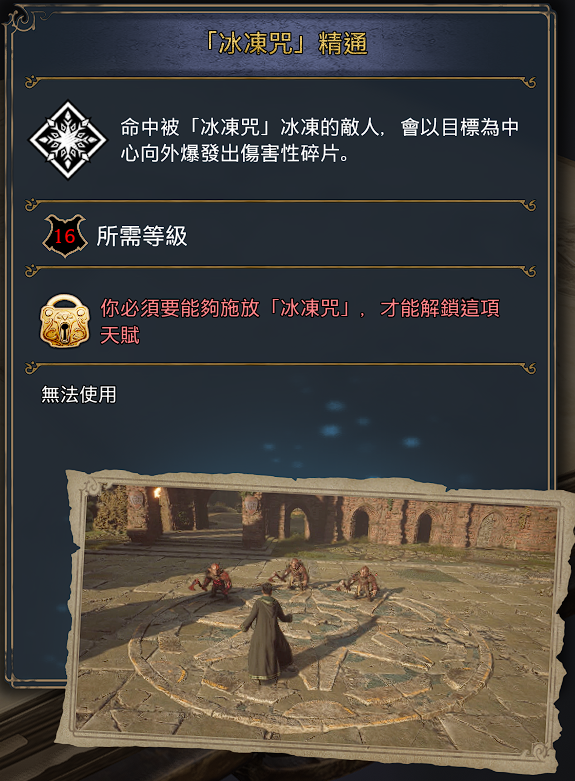 「冰凍咒」精通
命中被「冰凍咒」冰凍的敵人，會以目標為中
心向外爆發出傷害性碎片。
16 所需等級
你必須要能夠施放「冰凍咒」，才能解鎖這項
天賦
無法使用